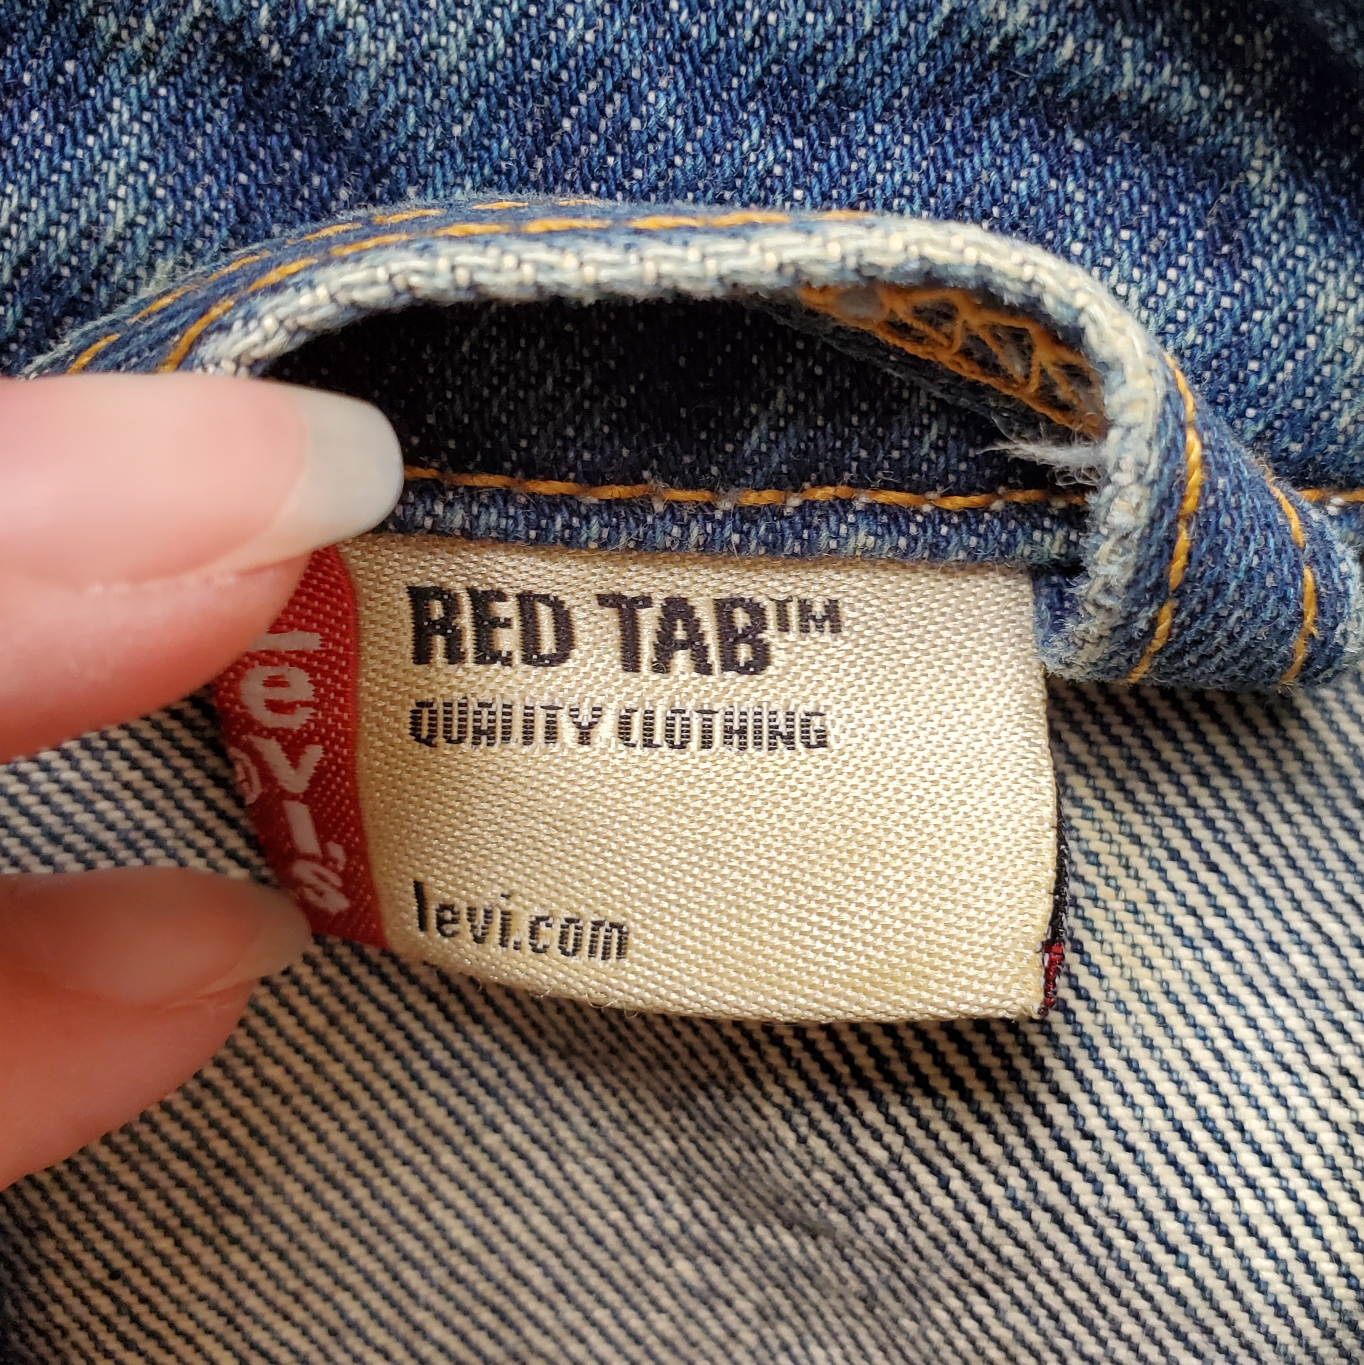 Levi's
®
RED TAB™
QUALITY CLOTHING
levi.com